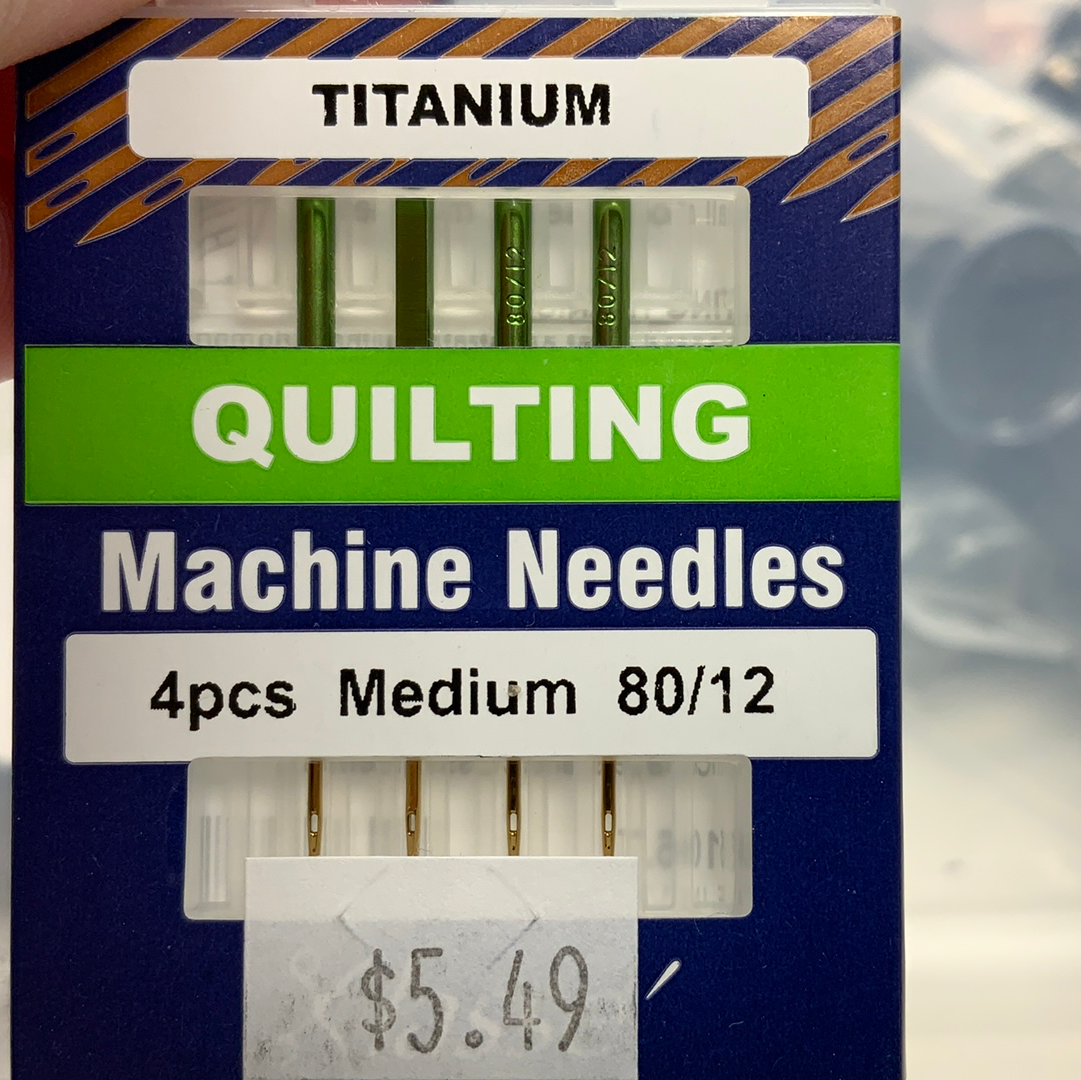 TITANIUM
80/12
80/12
QUILTING
Machine Needles
4pcs Medium 80/12
$5.49